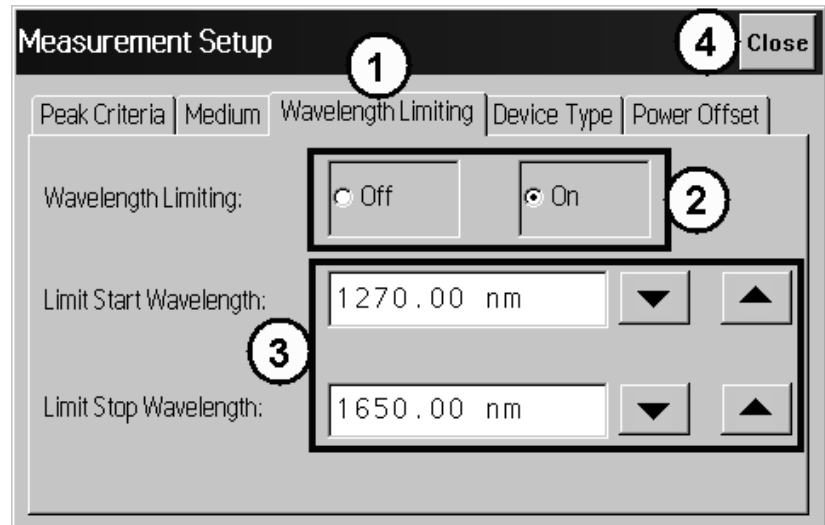 Measurement Setup
4
Close
1
Peak Criteria
Medium
Wavelength Limiting
Device Type
Power Offset
Wavelength Limiting:
Off
On
2
Limit Start Wavelength:
1270.00 nm
3
Limit Stop Wavelength:
1650.00 nm